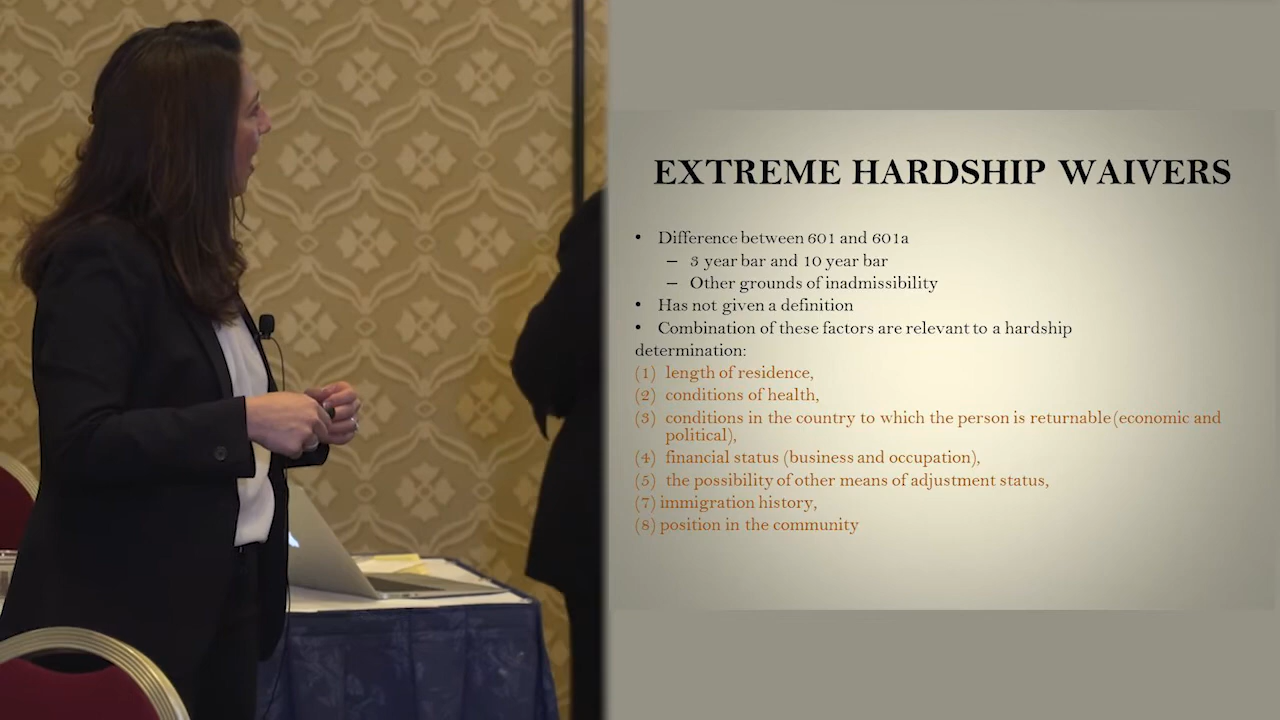 EXTREME HARDSHIP WAIVERS
• Difference between 601 and 601a
– 3 year bar and 10 year bar
– Other grounds of inadmissibility
• Has not given a definition
• Combination of these factors are relevant to a hardship
determination:
(1) length of residence,
(2) conditions of health,
(3) conditions in the country to which the person is returnable(economic and
political),
(4) financial status (business and occupation),
(5) the possibility of other means of adjustment status,
(7) immigration history,
(8) position in the community